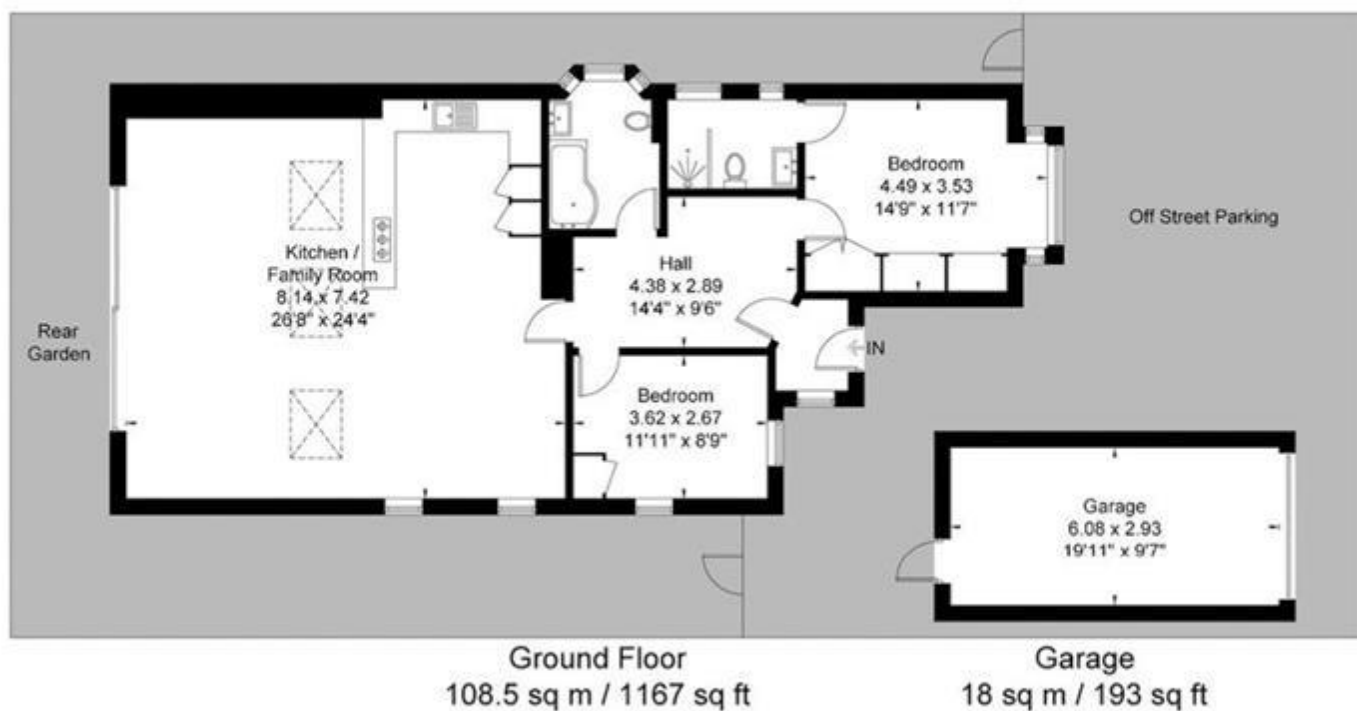 Bedroom
4.49 x 3.53
14'9" x 11'7"
Off Street Parking
Kitchen /
Family Room
8.14 x 7.42
26'8" x 24'4"
Hall
4.38 x 2.89
14'4" x 9'6"
Rear
Garden
IN
Bedroom
3.62 x 2.67
11'11" x 8'9"
Garage
6.08 x 2.93
19'11" x 9'7"
Ground Floor
108.5 sq m / 1167 sq ft
Garage
18 sq m / 193 sq ft